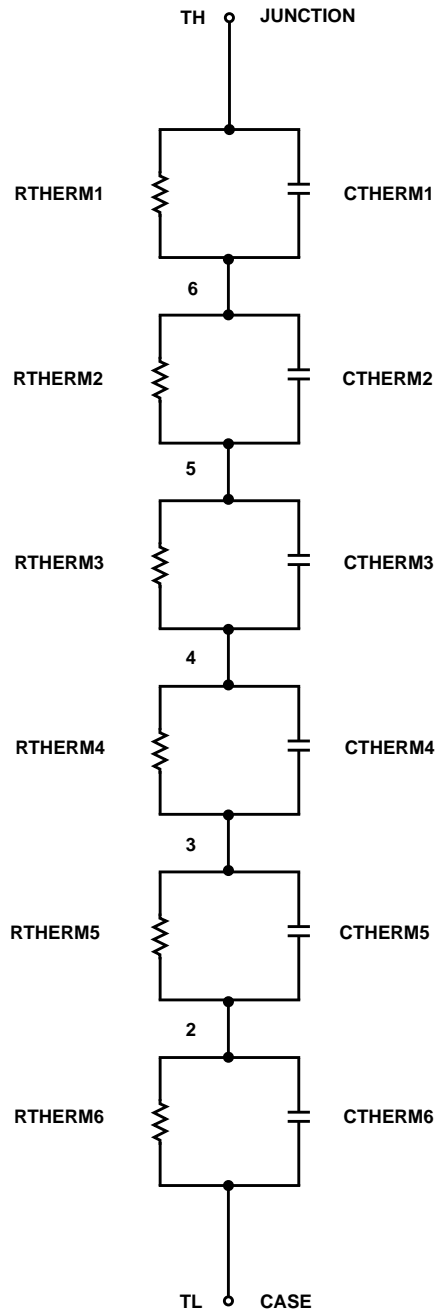 TH JUNCTION
RTHERM1 CTHERM1
6
RTHERM2 CTHERM2
5
RTHERM3 CTHERM3
4
RTHERM4 CTHERM4
3
RTHERM5 CTHERM5
2
RTHERM6 CTHERM6
TL CASE